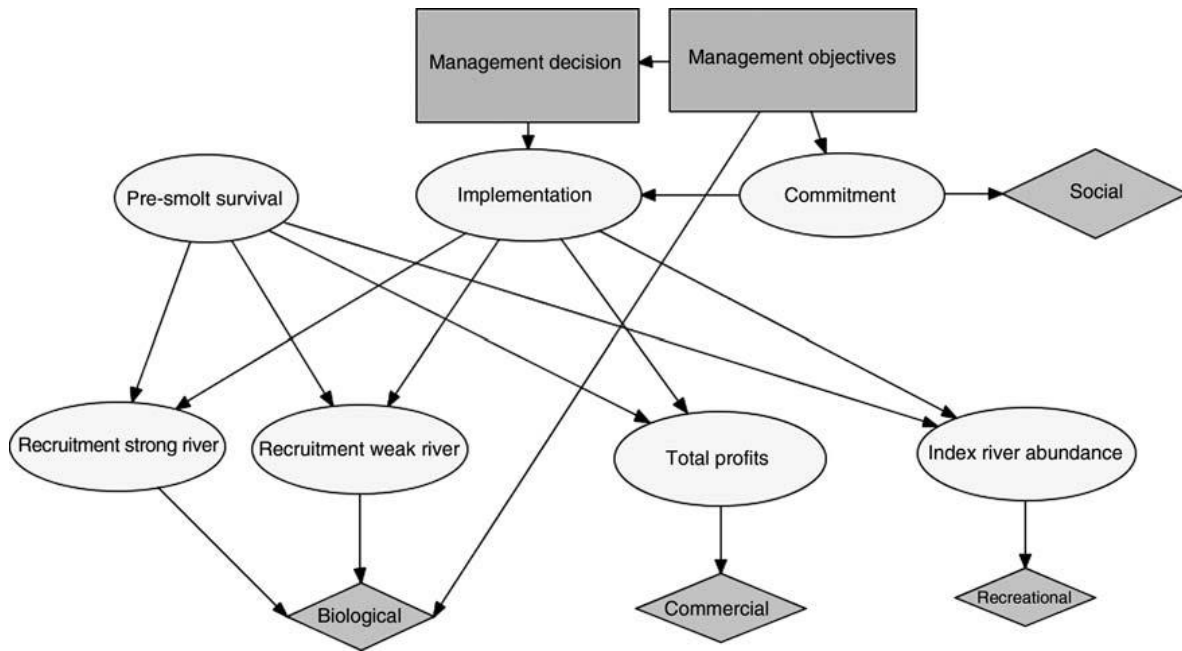 Management decision
Management objectives
Pre-smolt survival
Implementation
Commitment
Social
Recruitment strong river
Recruitment weak river
Total profits
Index river abundance
Biological
Commercial
Recreational